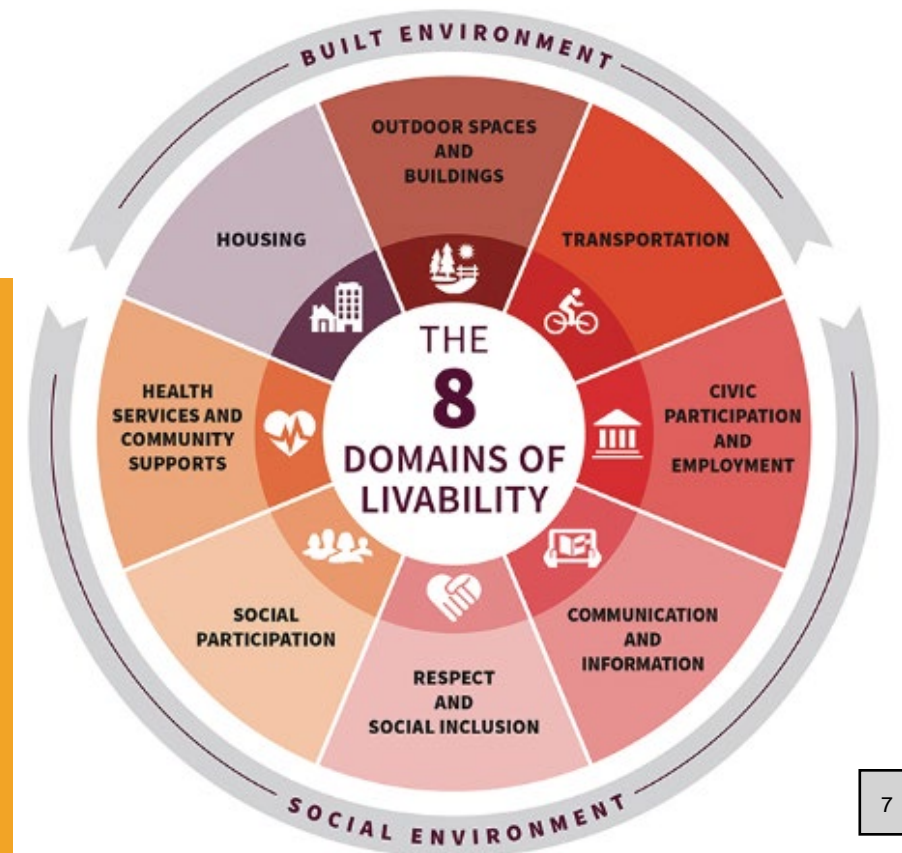 BUILT ENVIRONMENT
OUTDOOR SPACES
AND
BUILDINGS
HOUSING
TRANSPORTATION
THE
8
DOMAINS OF
LIVABILITY
HEALTH
SERVICES AND
COMMUNITY
SUPPORTS
CIVIC
PARTICIPATION
AND
EMPLOYMENT
SOCIAL
PARTICIPATION
COMMUNICATION
AND
INFORMATION
RESPECT
AND
SOCIAL INCLUSION
SOCIAL ENVIRONMENT
7